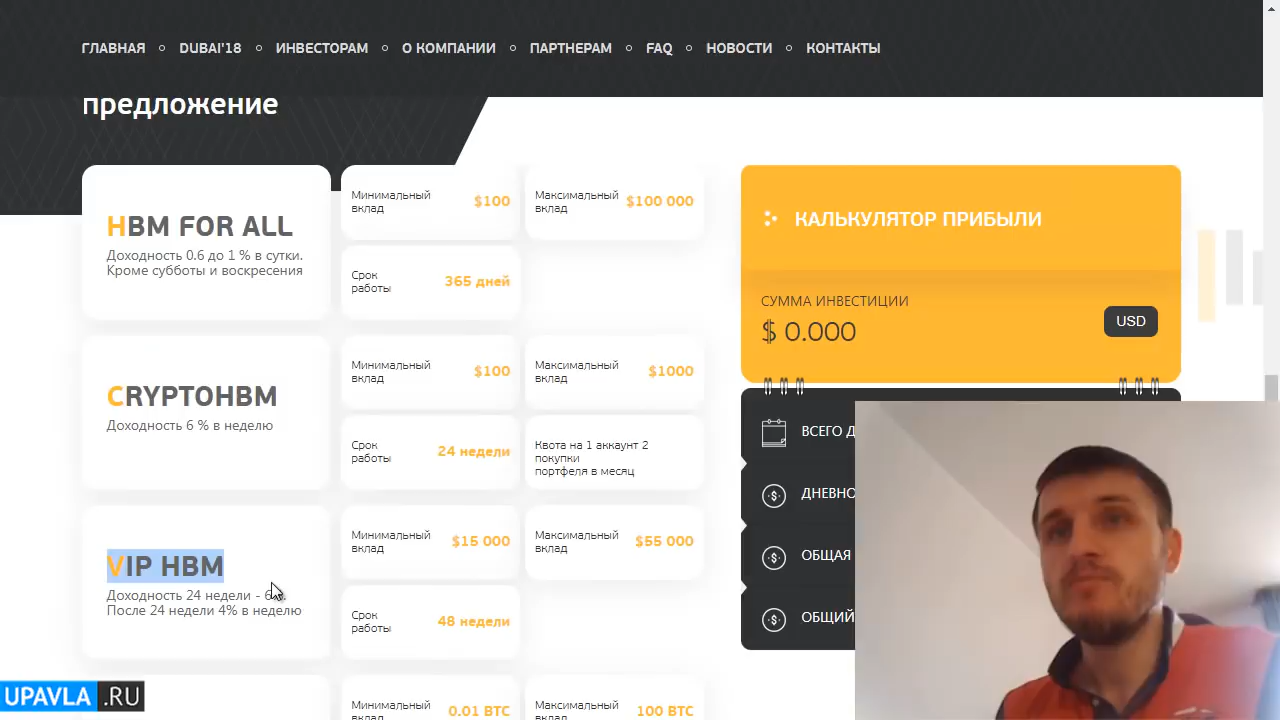 ГЛАВНАЯ DUBAI'18 ИНВЕСТОРАМ О КОМПАНИИ ПАРТНЕРАМ FAQ НОВОСТИ КОНТАКТЫ
предложение
HBM FOR ALL
Доходность 0.6 до 1 % в сутки.
Кроме субботы и воскресения
Минимальный
вклад
$100
Максимальный
вклад
$100 000
Срок
работы
365 дней
CRYPTOHBM
Доходность 6 % в неделю
Минимальный
вклад
$100
Максимальный
вклад
$1000
Срок
работы
24 недели
Квота на 1 аккаунт 2
покупки
портфеля в месяц
VIP HBM
Доходность 24 недели -
После 24 недели 4% в неделю
Минимальный
вклад
$15 000
Максимальный
вклад
$55 000
Срок
работы
48 недели
Минимальный
вклад
0.01 BTC
Максимальный
вклад
100 BTC
КАЛЬКУЛЯТОР ПРИБЫЛИ
СУММА ИНВЕСТИЦИИ
$ 0.000
USD
ВСЕГО
ОБЩАЯ
ОБЩИЙ
UPAVLA .RU